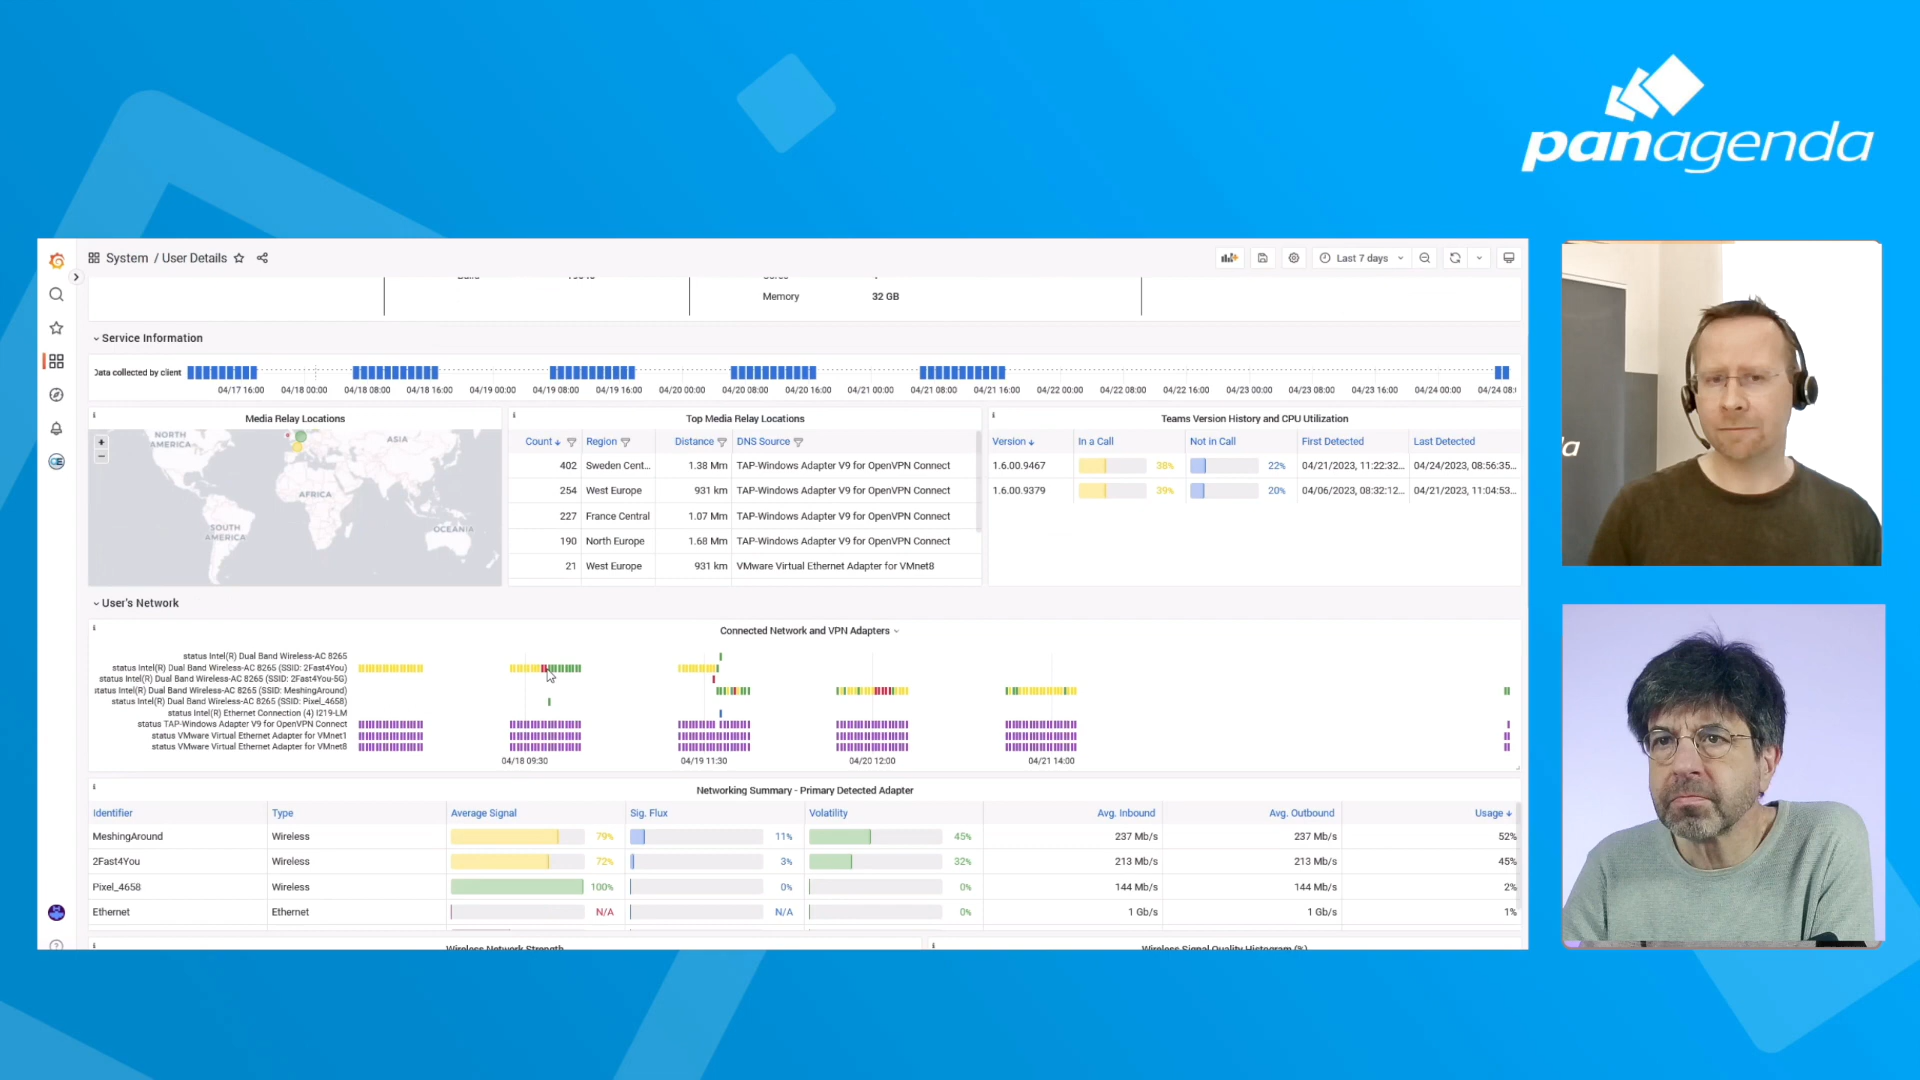 panagenda
System / User Details
Last 7 days
Memory 32 GB
Service Information
Data collected by client
04/17 16:00 04/18 00:00 04/18 08:00 04/18 16:00 04/19 00:00 04/19 08:00 04/19 16:00 04/20 00:00 04/20 08:00 04/20 16:00 04/21 00:00 04/21 08:00 04/21 16:00 04/22 00:00 04/22 08:00 04/22 16:00 04/23 00:00 04/23 08:00 04/23 16:00 04/24 00:00 04/24 08:
Media Relay Locations
NORTH AMERICA
ASIA
AFRICA
SOUTH AMERICA
OCEANIA
Top Media Relay Locations
Count Region Distance DNS Source
402 Sweden Cent... 1.38 Mm TAP-Windows Adapter V9 for OpenVPN Connect
254 West Europe 931 km TAP-Windows Adapter V9 for OpenVPN Connect
227 France Central 1.07 Mm TAP-Windows Adapter V9 for OpenVPN Connect
190 North Europe 1.68 Mm TAP-Windows Adapter V9 for OpenVPN Connect
21 West Europe 931 km VMware Virtual Ethernet Adapter for VMnet8
Teams Version History and CPU Utilization
Version In a Call Not in Call First Detected Last Detected
1.6.00.9467 38% 22% 04/21/2023, 11:22:32... 04/24/2023, 08:56:35...
1.6.00.9379 39% 20% 04/06/2023, 08:32:12... 04/21/2023, 11:04:53...
User's Network
Connected Network and VPN Adapters
status Intel(R) Dual Band Wireless-AC 8265
status Intel(R) Dual Band Wireless-AC 8265 (SSID: 2Fast4You)
status Intel(R) Dual Band Wireless-AC 8265 (SSID: 2Fast4You-5G)
status Intel(R) Dual Band Wireless-AC 8265 (SSID: MeshingAround)
status Intel(R) Dual Band Wireless-AC 8265 (SSID: Pixel_4658)
status Intel(R) Ethernet Connection (4) I219-LM
status TAP-Windows Adapter V9 for OpenVPN Connect
status VMware Virtual Ethernet Adapter for VMnet1
status VMware Virtual Ethernet Adapter for VMnet8
04/18 09:30 04/19 11:30 04/20 12:00 04/21 14:00
Networking Summary - Primary Detected Adapter
Identifier Type Average Signal Sig. Flux Volatility Avg. Inbound Avg. Outbound Usage
MeshingAround Wireless 79% 11% 45% 237 Mb/s 237 Mb/s 52%
2Fast4You Wireless 72% 3% 32% 213 Mb/s 213 Mb/s 45%
Pixel_4658 Wireless 100% 0% 0% 144 Mb/s 144 Mb/s 2%
Ethernet Ethernet N/A N/A 0% 1 Gb/s 1 Gb/s 1%
Wireless Network Strength
Wireless Signal Quality Histogram (%)